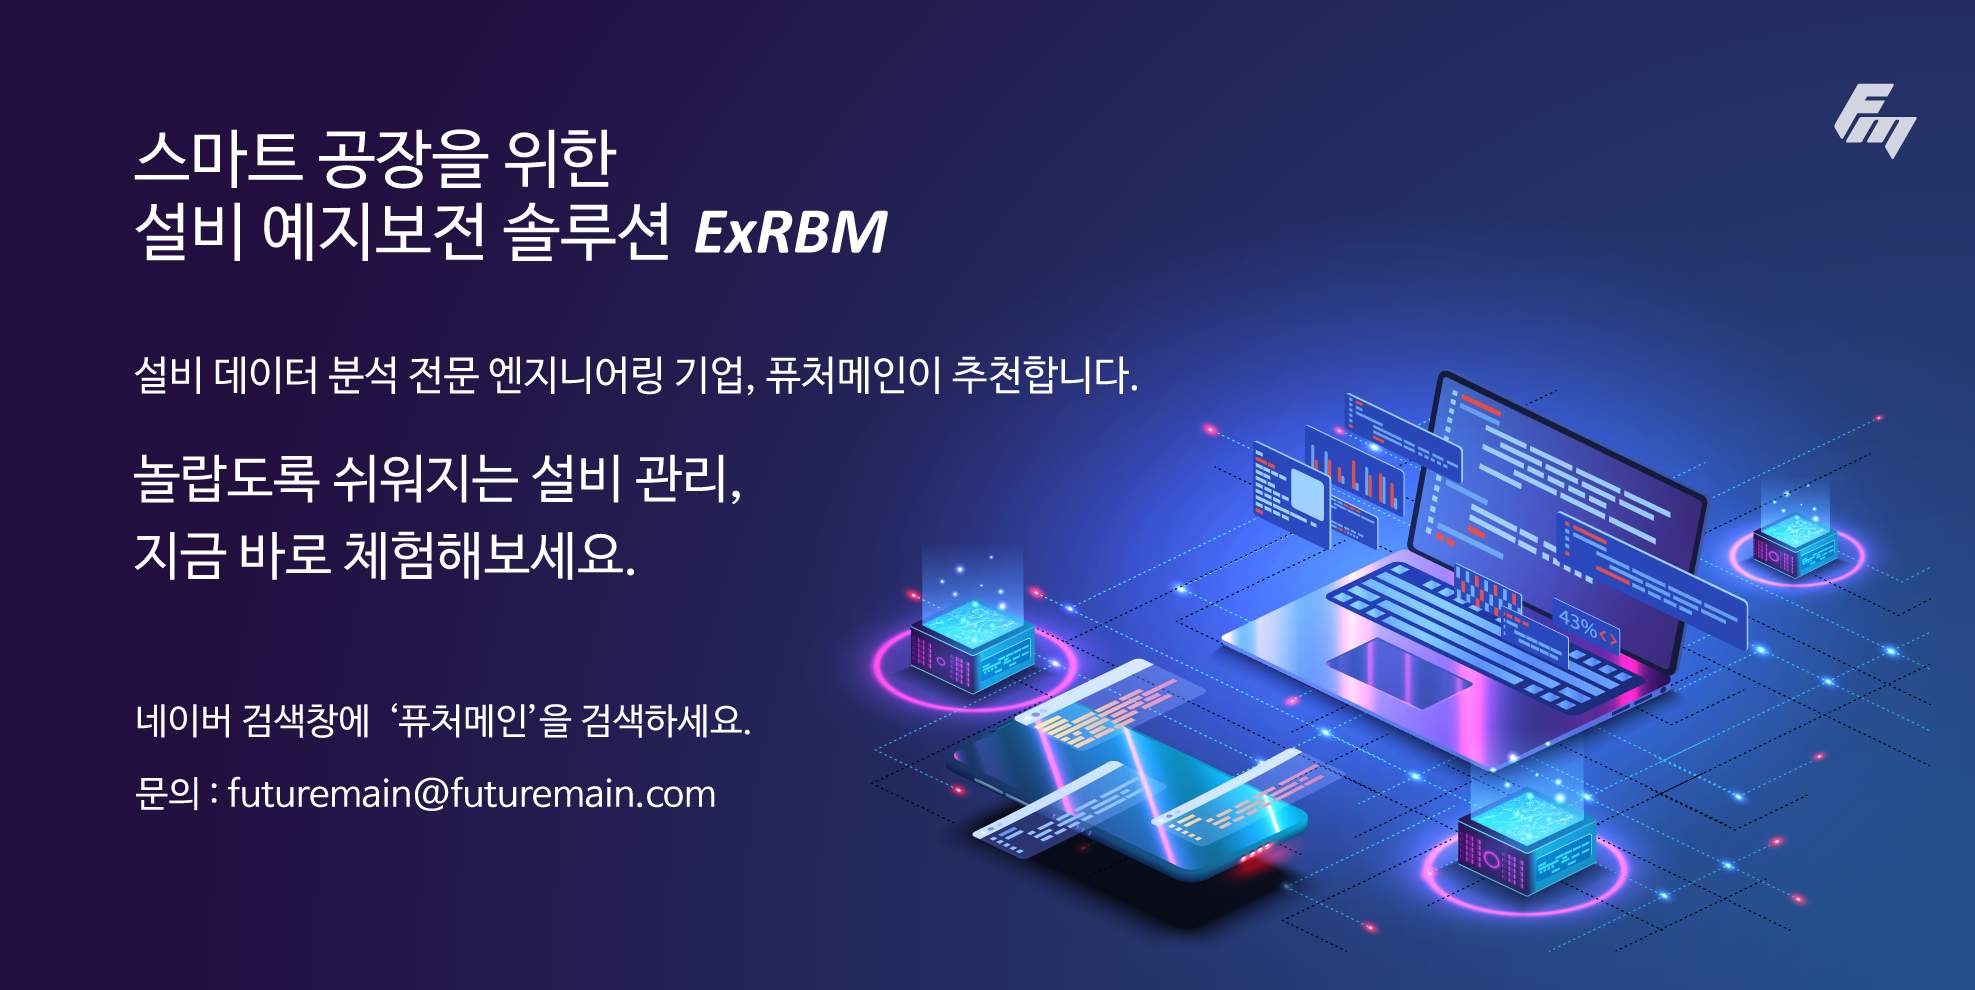 스마트 공장을 위한
설비 예지보전 솔루션 ExRBM
설비 데이터 분석 전문 엔지니어링 기업, 퓨처메인이 추천합니다.
놀랍도록 쉬워지는 설비 관리,
지금 바로 체험해보세요.
네이버 검색창에 ‘퓨처메인’을 검색하세요.
문의 : futuremain@futuremain.com
FM
43%<>